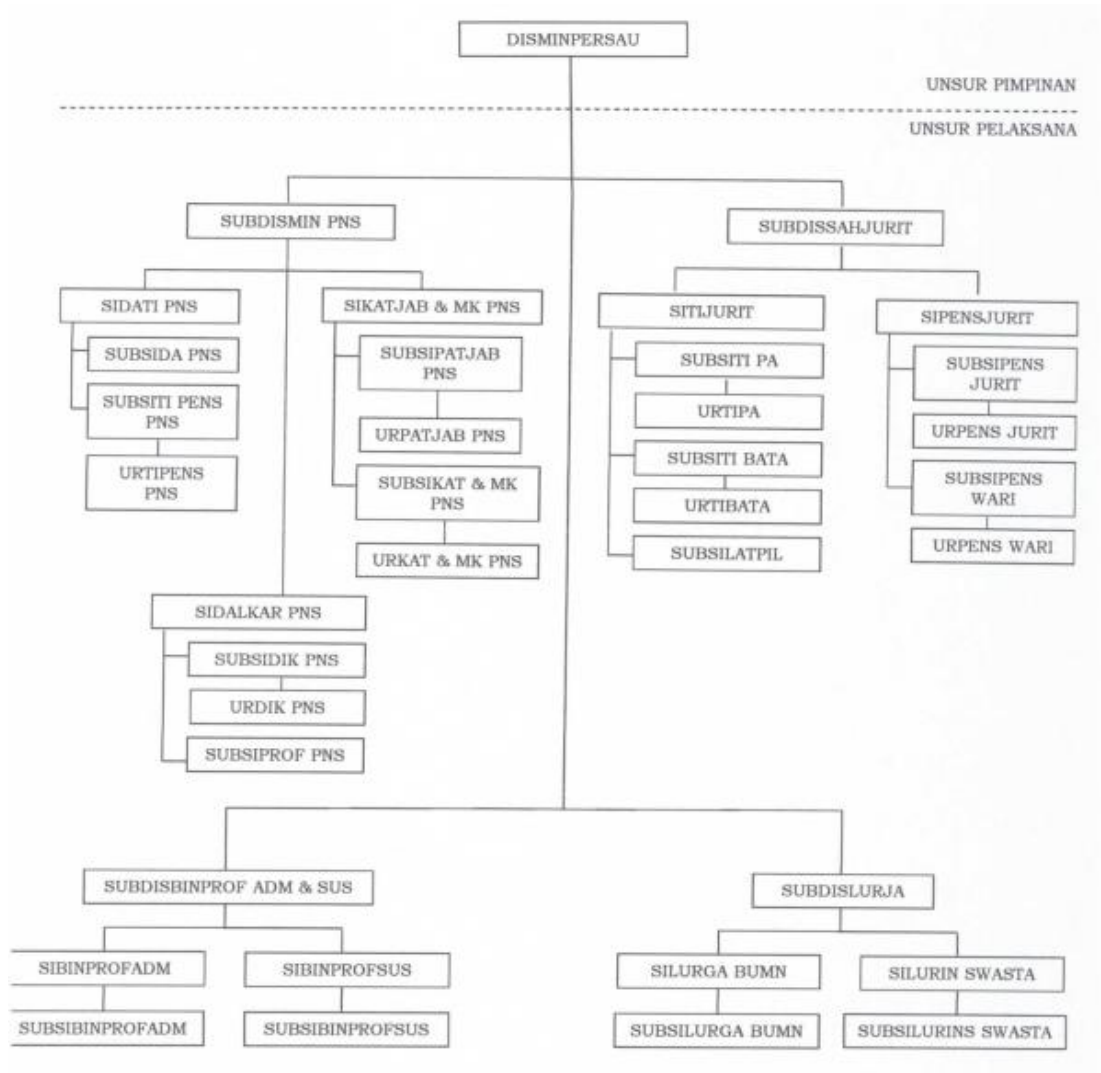 DISMINPERSAU
UNSUR PIMPINAN
UNSUR PELAKSANA
SUBDISMIN PNS
SUBDISSAHJURIT
SIDATI PNS
SUBSIDA PNS
SUBSITI PENS
PNS
URTIPENS
PNS
SIKATJAB & MK PNS
SUBSIPATJAB
PNS
URPATJAB PNS
SUBSIKAT & MK
PNS
URKAT & MK PNS
SITIJURIT
SUBSITI PA
URTIPA
SUBSITI BATA
URTIBATA
SUBSILATPIL
SIPENSJURIT
SUBSIPENS
JURIT
URPENS JURIT
SUBSIPENS
WARI
URPENS WARI
SIDALKAR PNS
SUBSIDIK PNS
URDIK PNS
SUBSIPROF PNS
SUBDISBINPROF ADM & SUS
SUBDISLURJA
SIBINPROFADM
SIBINPROFSUS
SILURGA BUMN
SILURIN SWASTA
SUBSIBINPROFADM
SUBSIBINPROFSUS
SUBSILURGA BUMN
SUBSILURINS SWASTA